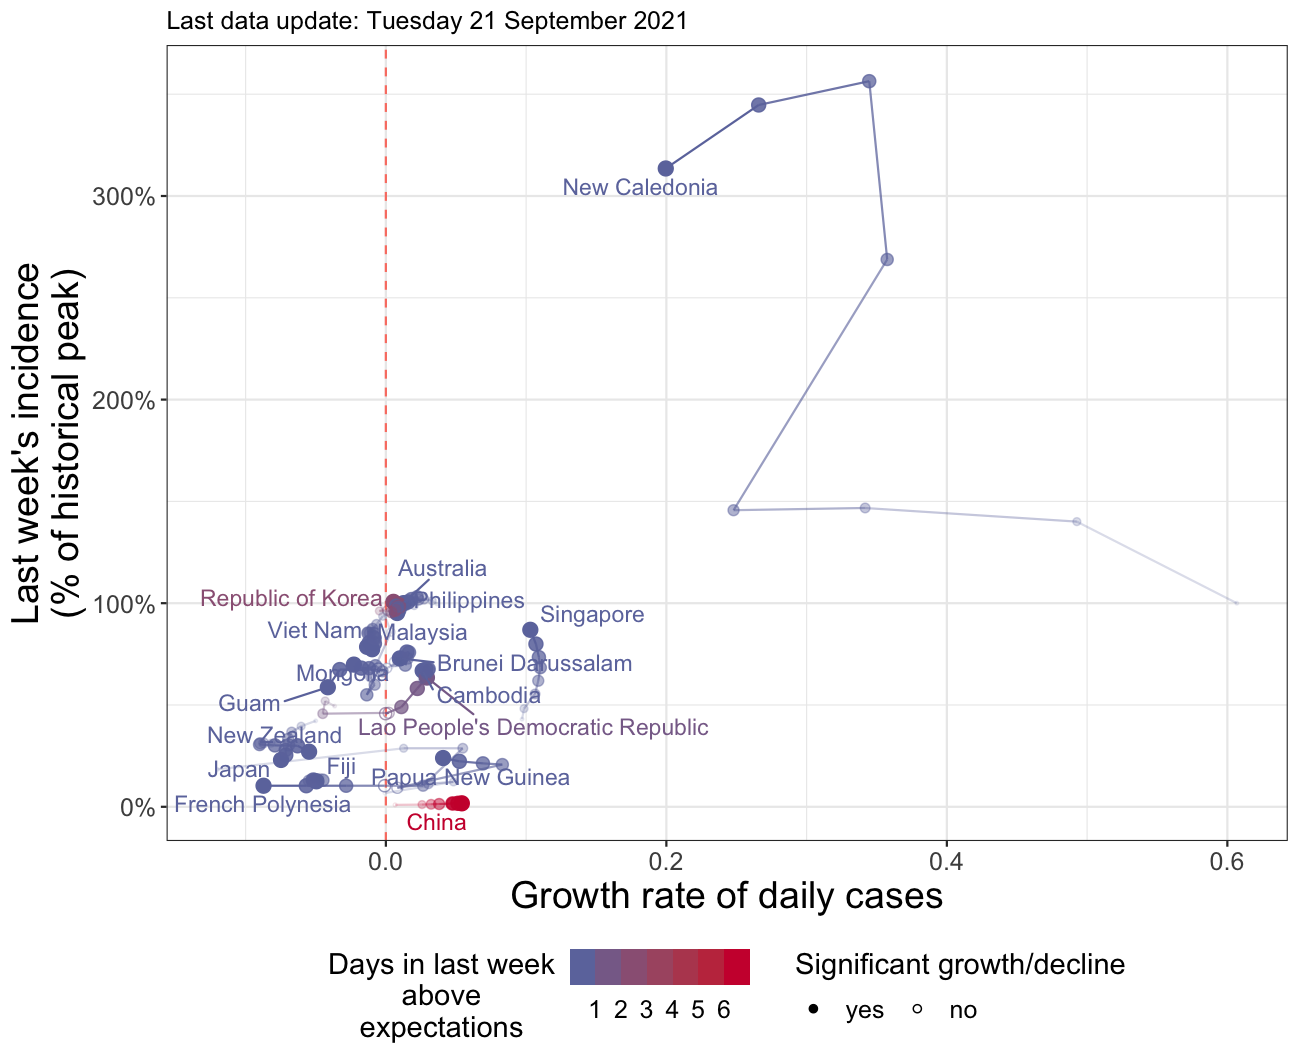 Last data update: Tuesday 21 September 2021
Last week's incidence
(% of historical peak)
300%
200%
100%
0%
New Caledonia
Australia
Republic of Korea
Philippines
Singapore
Viet Nam
Malaysia
Brunei Darussalam
Mongolia
Guam
Cambodia
Lao People's Democratic Republic
New Zealand
Japan
Fiji
Papua New Guinea
French Polynesia
China
0.0 0.2 0.4 0.6
Growth rate of daily cases
Days in last week
above
expectations
1 2 3 4 5 6
Significant growth/decline
yes no